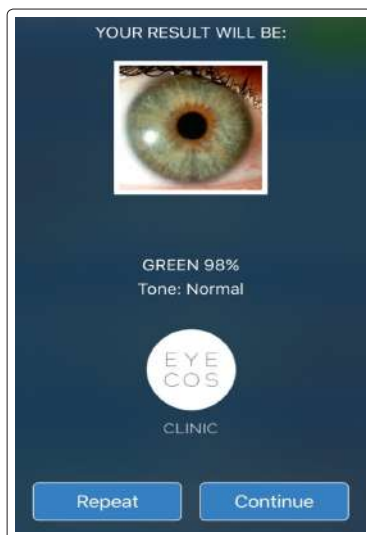 YOUR RESULT WILL BE:
GREEN 98%
Tone: Normal
EYE
COS
CLINIC
Repeat
Continue